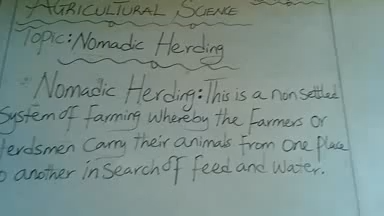 AGRICULTURAL SCIENCE
Topic: Nomadic Herding
Nomadic Herding: This is a non settled
System of farming whereby the farmers or
erdsmen carry their animals from one place
o another in search of feed and water.